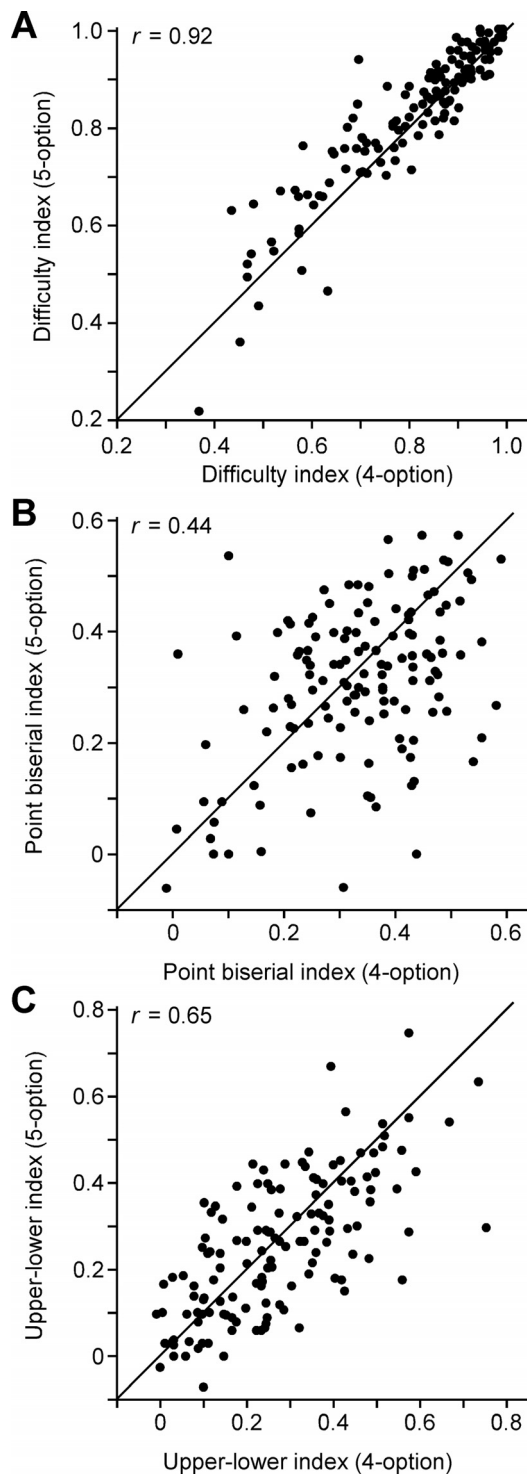 A
r = 0.92
1.0
0.8
0.6
0.4
0.2
Difficulty index (5-option)
0.2 0.4 0.6 0.8 1.0
Difficulty index (4-option)
B
r = 0.44
0.6
0.4
0.2
0
Point biserial index (5-option)
0 0.2 0.4 0.6
Point biserial index (4-option)
C
r = 0.65
0.8
0.6
0.4
0.2
0
Upper-lower index (5-option)
0 0.2 0.4 0.6 0.8
Upper-lower index (4-option)